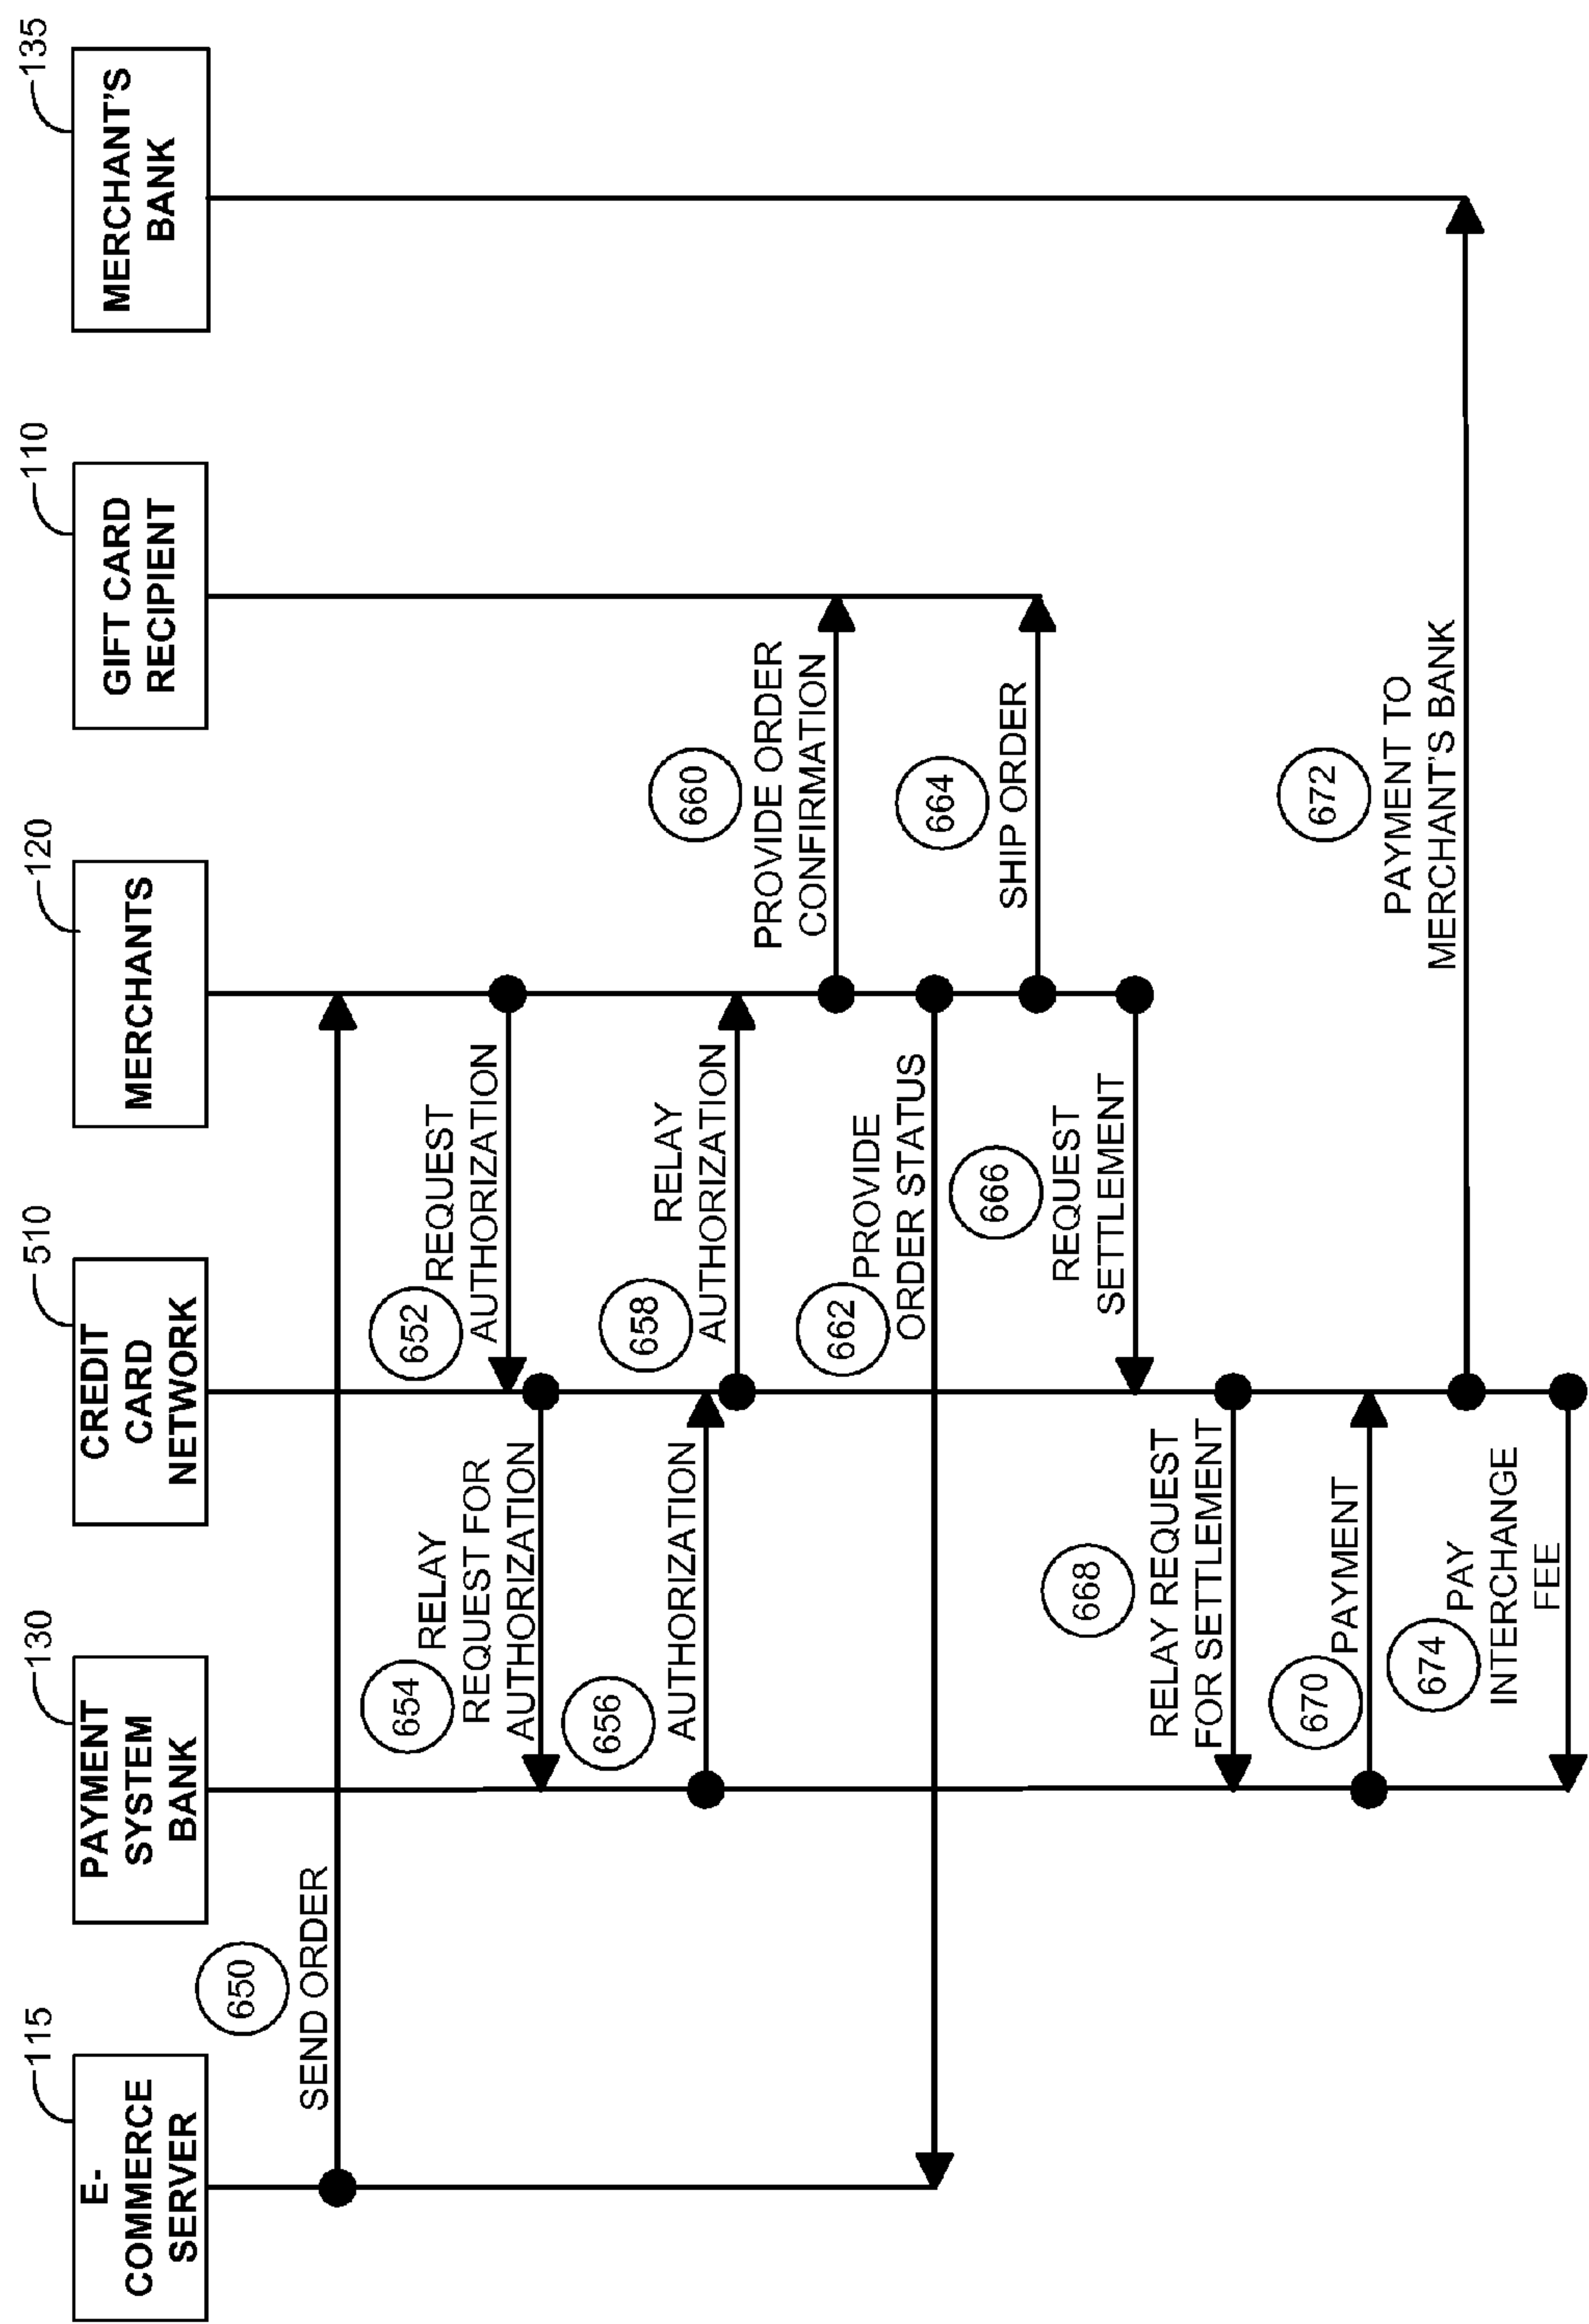 115
E-
COMMERCE
SERVER
130
PAYMENT
SYSTEM
BANK
510
CREDIT
CARD
NETWORK
120
MERCHANTS
110
GIFT CARD
RECIPIENT
135
MERCHANT'S
BANK
650
SEND ORDER
652
REQUEST
AUTHORIZATION
654
RELAY
REQUEST FOR
AUTHORIZATION
656
AUTHORIZATION
658
RELAY
AUTHORIZATION
660
PROVIDE ORDER
CONFIRMATION
662
PROVIDE
ORDER STATUS
664
SHIP ORDER
666
REQUEST
SETTLEMENT
668
RELAY REQUEST
FOR SETTLEMENT
670
PAYMENT
672
PAYMENT TO
MERCHANT'S BANK
674
PAY
INTERCHANGE
FEE